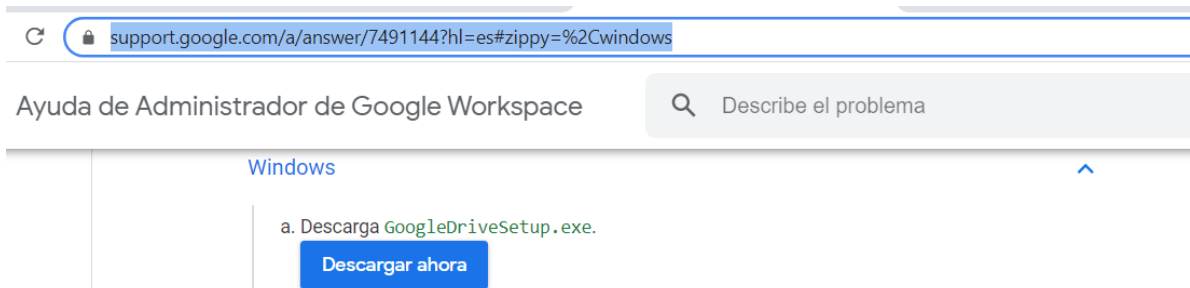 support.google.com/a/answer/7491144?hl=es#zippy=%2Cwindows
Ayuda de Administrador de Google Workspace
Describe el problema
Windows
a. Descarga GoogleDriveSetup.exe.
Descargar ahora